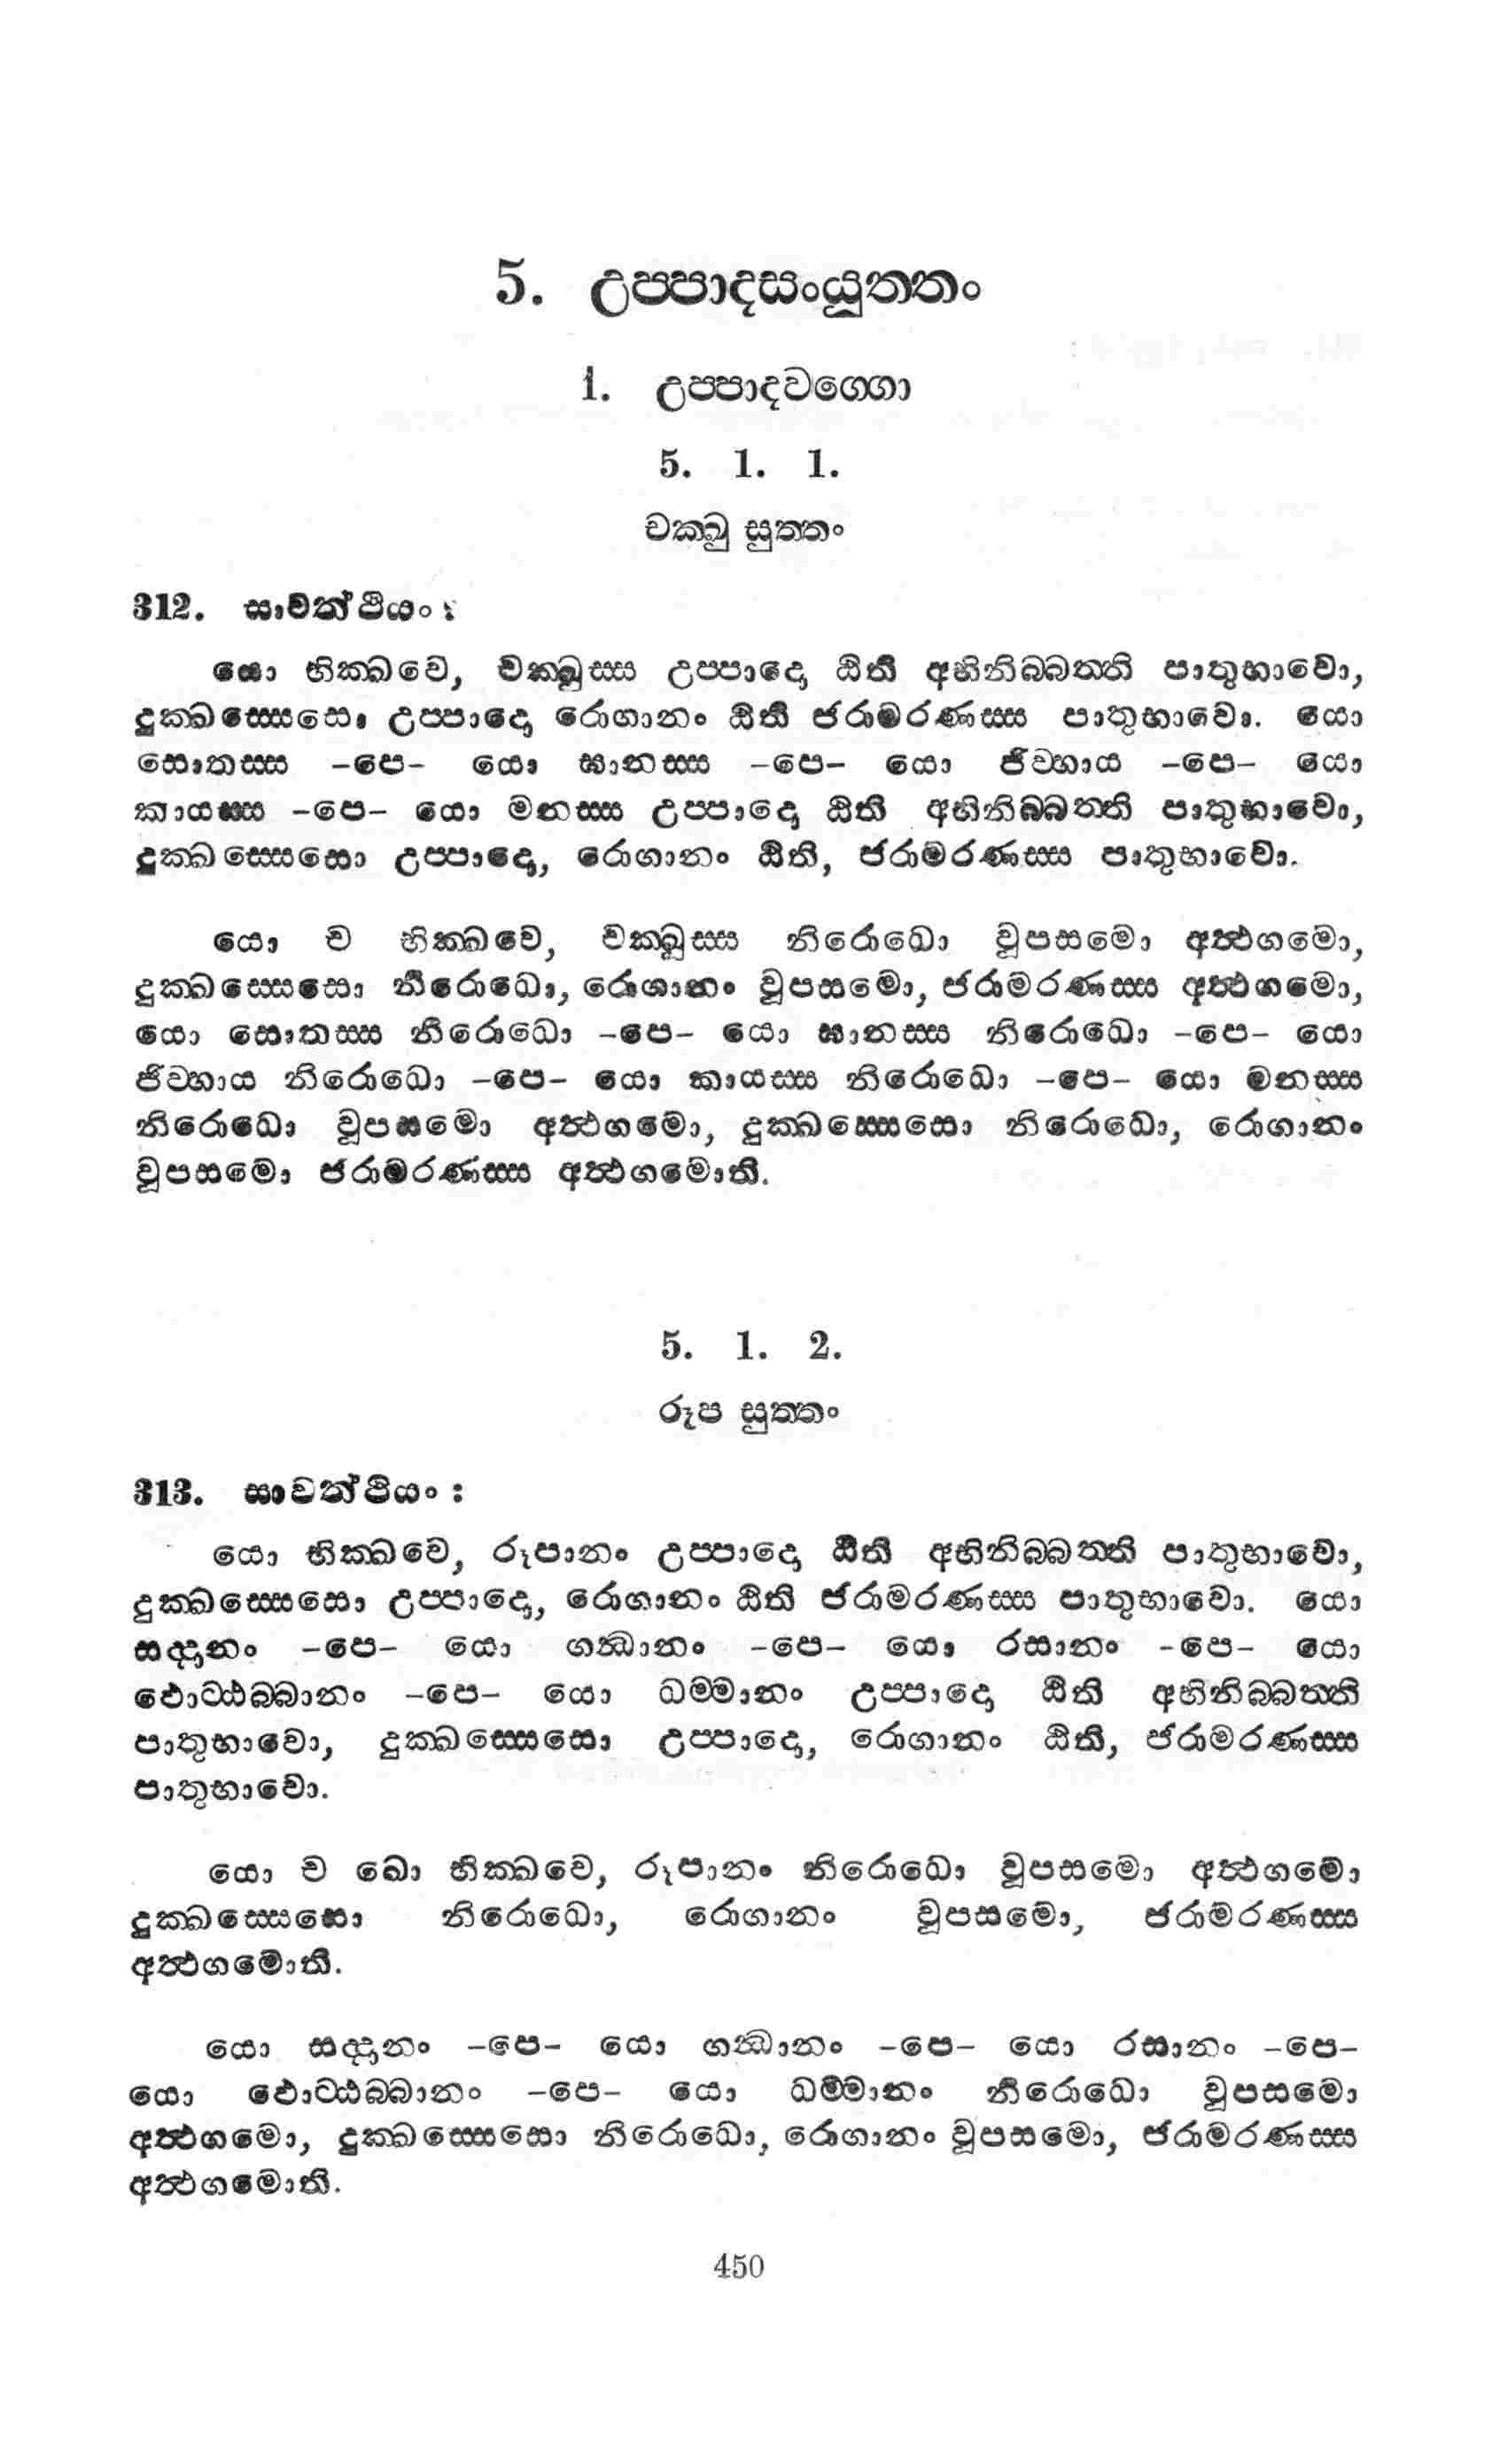 5. උප්පාදසංයුත්තං
1. උප්පාදවග්ගො
5. 1. 1.
චක්ඛු සුත්තං
312. සාවත්ථියං :
යො භික්ඛවෙ, චක්ඛුස්ස උප්පාදො ඨිති අභිනිබ්බත්ති පාතුභාවො,
දුක්ඛස්සෙසො උප්පාදො රොගානං ඨිති ජරාමරණස්ස පාතුභාවො. යො
සොතස්ස -පෙ- යො ඝානස්ස -පෙ- යො ජිව්හාය -පෙ- යො
කායස්ස -පෙ- යො මනස්ස උප්පාදො ඨිති අභිනිබ්බත්ති පාතුභාවො,
දුක්ඛස්සෙසො උප්පාදො, රොගානං ඨිති, ජරාමරණස්ස පාතුභාවො.
යො ච භික්ඛවෙ, චක්ඛුස්ස නිරොධො වූපසමො අත්ථගමො,
දුක්ඛස්සෙසො නිරොධො, රොගානං වූපසමො, ජරාමරණස්ස අත්ථගමො,
යො සොතස්ස නිරොධො -පෙ- යො ඝානස්ස නිරොධො -පෙ- යො
ජිව්හාය නිරොධො -පෙ- යො කායස්ස නිරොධො -පෙ- යො මනස්ස
නිරොධො වූපසමො අත්ථගමො, දුක්ඛස්සෙසො නිරොධො, රොගානං
වූපසමො ජරාමරණස්ස අත්ථගමොති.
5. 1. 2.
රූප සුත්තං
313. සාවත්ථියං :
යො භික්ඛවෙ, රූපානං උප්පාදො ඨිති අභිනිබ්බත්ති පාතුභාවො,
දුක්ඛස්සෙසො උප්පාදො, රොගානං ඨිති ජරාමරණස්ස පාතුභාවො. යො
සද්දානං -පෙ- යො ගන්ධානං -පෙ- යො රසානං -පෙ- යො
ඵොට්ඨබ්බානං -පෙ- යො ධම්මානං උප්පාදො ඨිති අභිනිබ්බත්ති
පාතුභාවො, දුක්ඛස්සෙසො උප්පාදො, රොගානං ඨිති, ජරාමරණස්ස
පාතුභාවො.
යො ච ඛො භික්ඛවෙ, රූපානං නිරොධො වූපසමො අත්ථගමො
දුක්ඛස්සෙසො නිරොධො, රොගානං වූපසමො, ජරාමරණස්ස
අත්ථගමොති.
යො සද්දානං -පෙ- යො ගන්ධානං -පෙ- යො රසානං -පෙ-
යො ඵොට්ඨබ්බානං -පෙ- යො ධම්මානං නිරොධො වූපසමො
අත්ථගමො, දුක්ඛස්සෙසො නිරොධො, රොගානං වූපසමො, ජරාමරණස්ස
අත්ථගමොති.
450